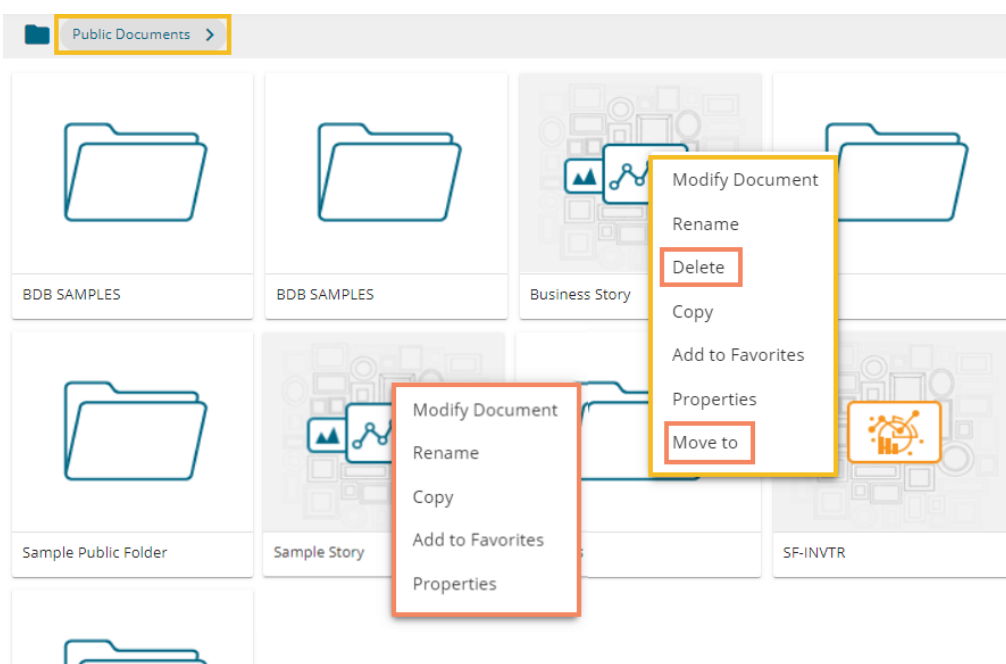 Public Documents
BDB SAMPLES
BDB SAMPLES
Business Story
Modify Document
Rename
Delete
Copy
Add to Favorites
Properties
Move to
Sample Public Folder
Sample Story
Modify Document
Rename
Copy
Add to Favorites
Properties
SF-INVTR